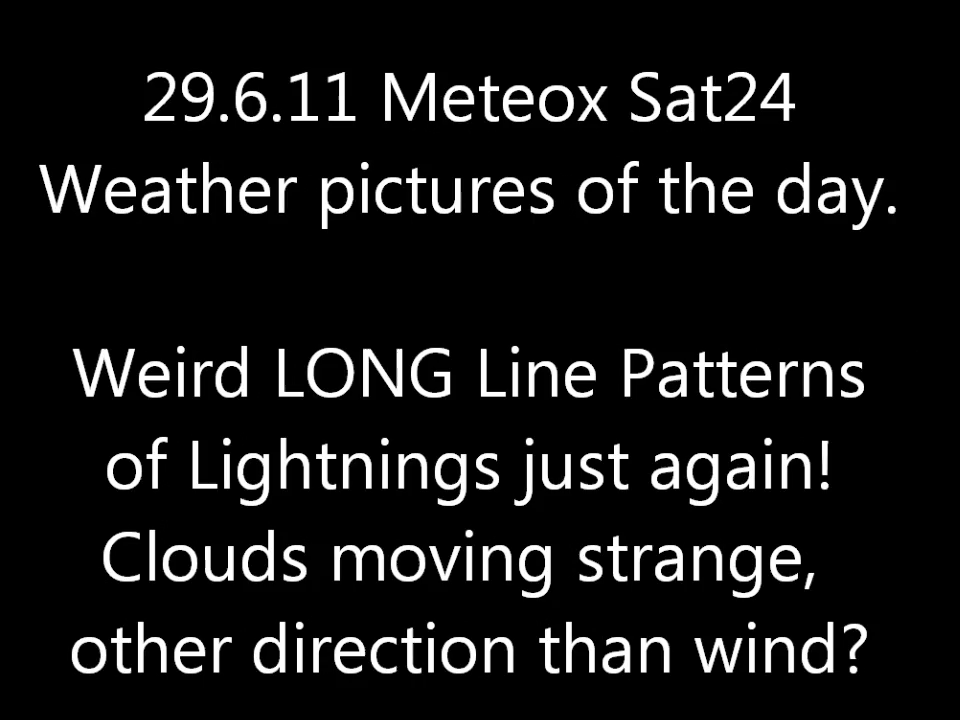 29.6.11 Meteox Sat24
Weather pictures of the day.
Weird LONG Line Patterns
of Lightnings just again!
Clouds moving strange,
other direction than wind?